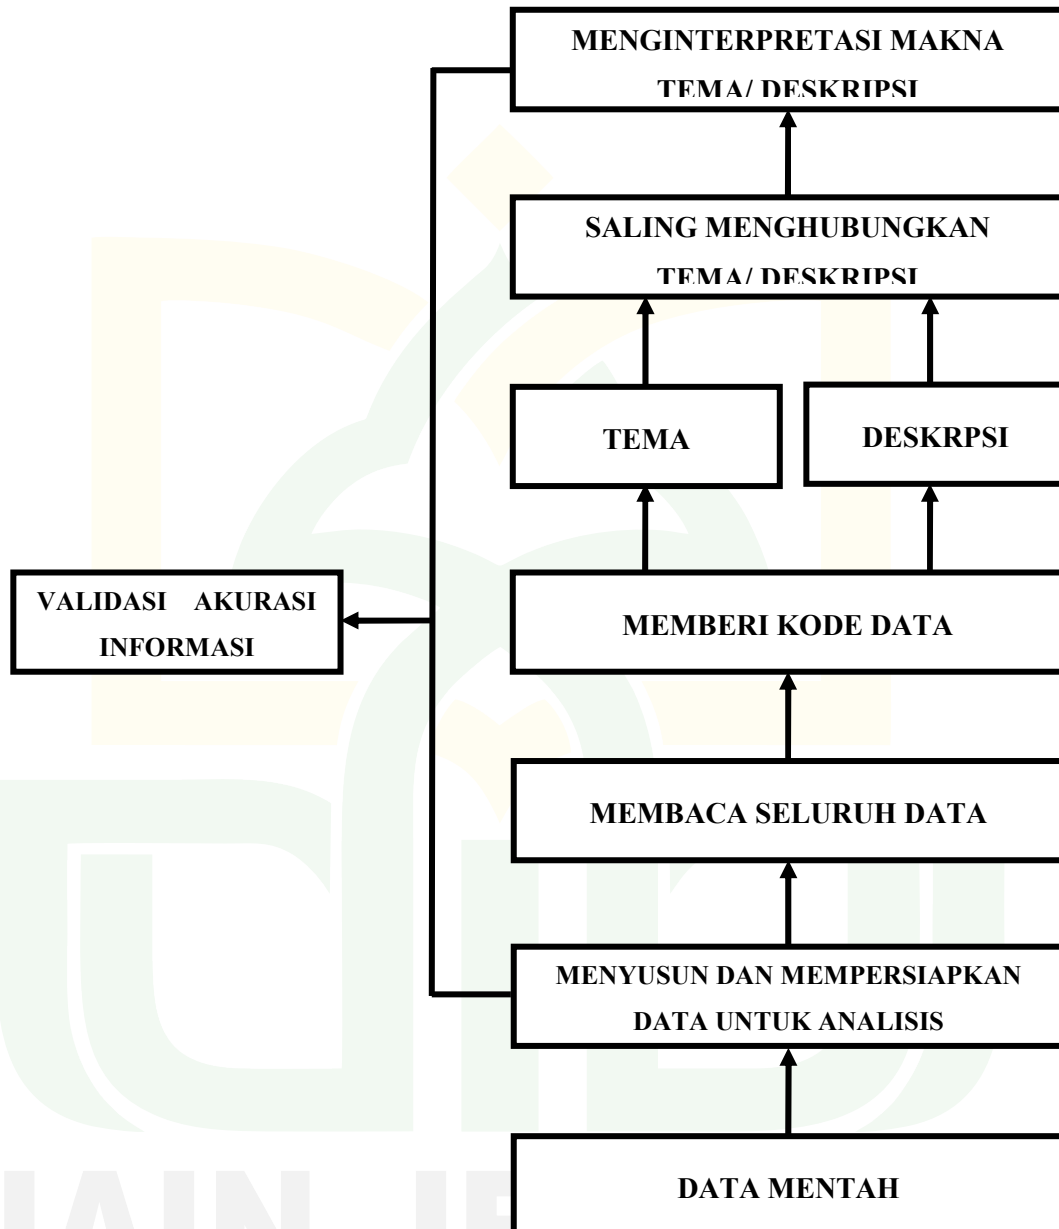 MENGINTERPRETASI MAKNA
TEMA/ DESKRIPSI
SALING MENGHUBUNGKAN
TEMA/ DESKRIPSI
TEMA
DESKRPSI
VALIDASI AKURASI
INFORMASI
MEMBERI KODE DATA
MEMBACA SELURUH DATA
MENYUSUN DAN MEMPERSIAPKAN
DATA UNTUK ANALISIS
DATA MENTAH